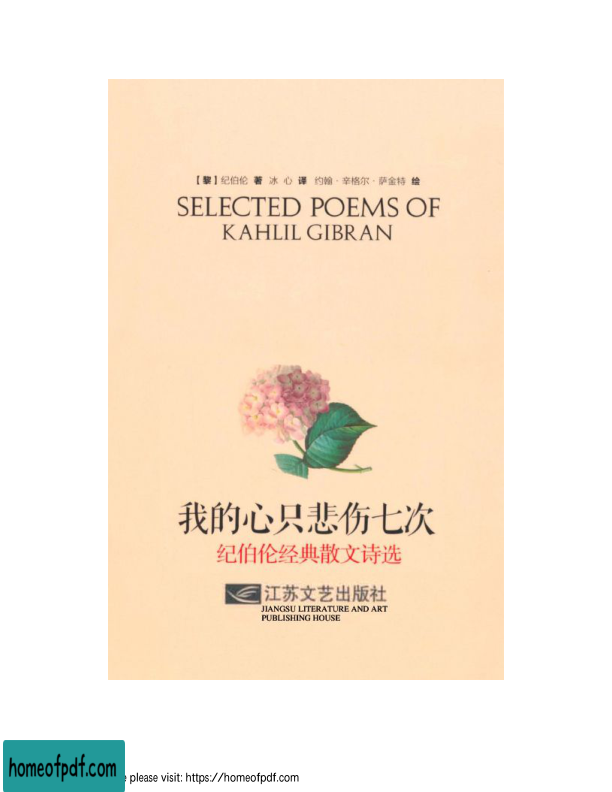 【黎】纪伯伦 著 冰 心 译 约翰·辛格尔·萨金特 绘
SELECTED POEMS OF
KAHLIL GIBRAN
我的心只悲伤七次
纪伯伦经典散文诗选
江苏文艺出版社
JIANGSU LITERATURE AND ART
PUBLISHING HOUSE
homeofpdf.com
please visit: https://homeofpdf.com